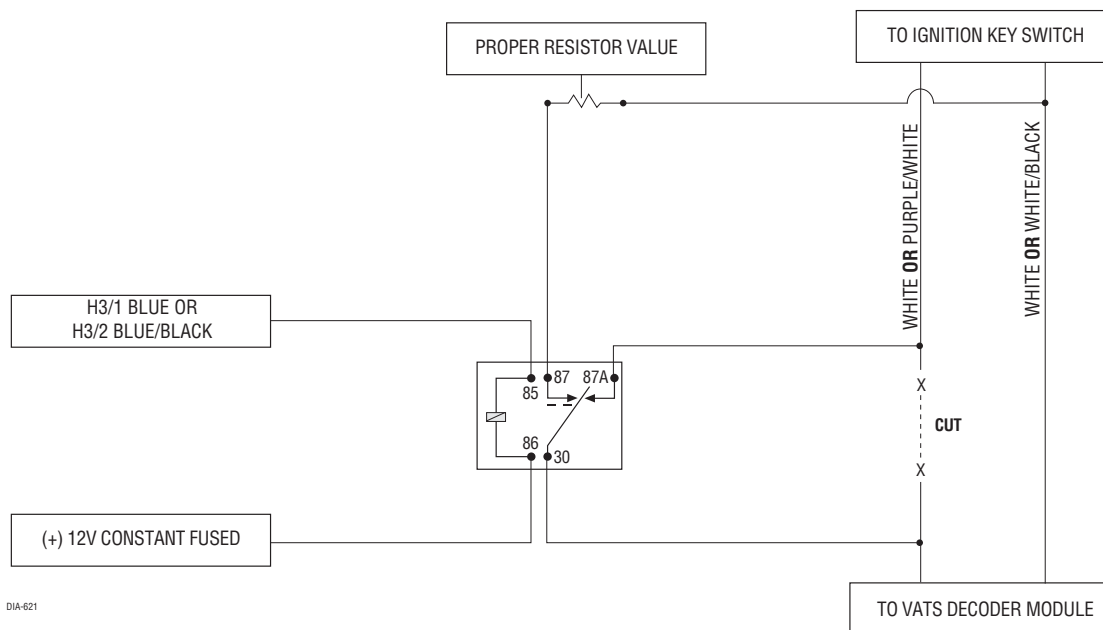 PROPER RESISTOR VALUE
TO IGNITION KEY SWITCH
WHITE OR PURPLE/WHITE
WHITE OR WHITE/BLACK
H3/1 BLUE OR
H3/2 BLUE/BLACK
87 87A
85
86
30
X
CUT
X
(+) 12V CONSTANT FUSED
DIA-621
TO VATS DECODER MODULE